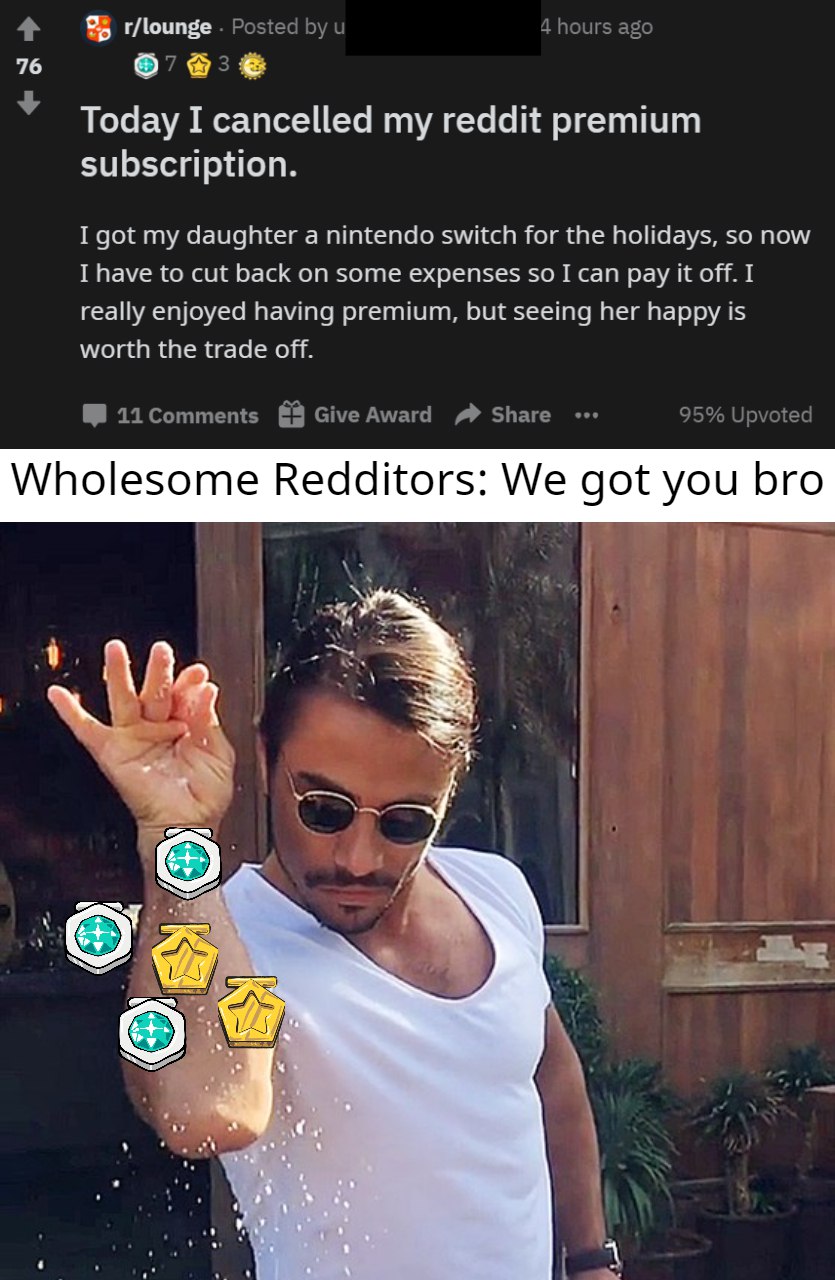 r/lounge · Posted by u 4 hours ago
76
7 3
Today I cancelled my reddit premium
subscription.
I got my daughter a nintendo switch for the holidays, so now
I have to cut back on some expenses so I can pay it off. I
really enjoyed having premium, but seeing her happy is
worth the trade off.
11 Comments Give Award Share ••• 95% Upvoted
Wholesome Redditors: We got you bro